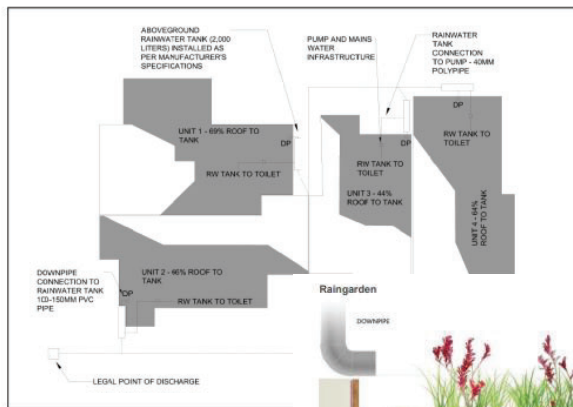 ABOVEGROUND
RAINWATER TANK (2,000
LITERS) INSTALLED AS
PER MANUFACTURER'S
SPECIFICATIONS
PUMP AND MAINS
WATER
INFRASTRUCTURE
RAINWATER
TANK
CONNECTION
TO PUMP - 40MM
POLYPIPE
UNIT 1 - 69% ROOF TO
TANK
DP
RW TANK TO TOILET
DP
RW TANK TO
TOILET
UNIT 3 - 44%
ROOF TO TANK
DP
RW TANK TO
TOILET
UNIT 4 - 64%
ROOF TO TANK
UNIT 2 - 46% ROOF TO
TANK
DOWNPIPE
CONNECTION TO
RAINWATER TANK
100-150MM PVC
PIPE
DP
RW TANK TO TOILET
LEGAL POINT OF DISCHARGE
Raingarden
DOWNPIPE